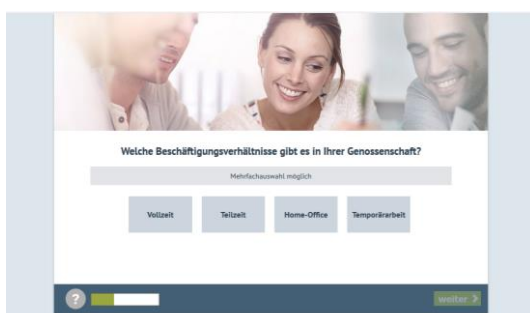 Welche Beschäftigungsverhältnisse gibt es in Ihrer Genossenschaft?
Mehrfachauswahl möglich
Vollzeit Teilzeit Home-Office Temporärarbeit
? weiter